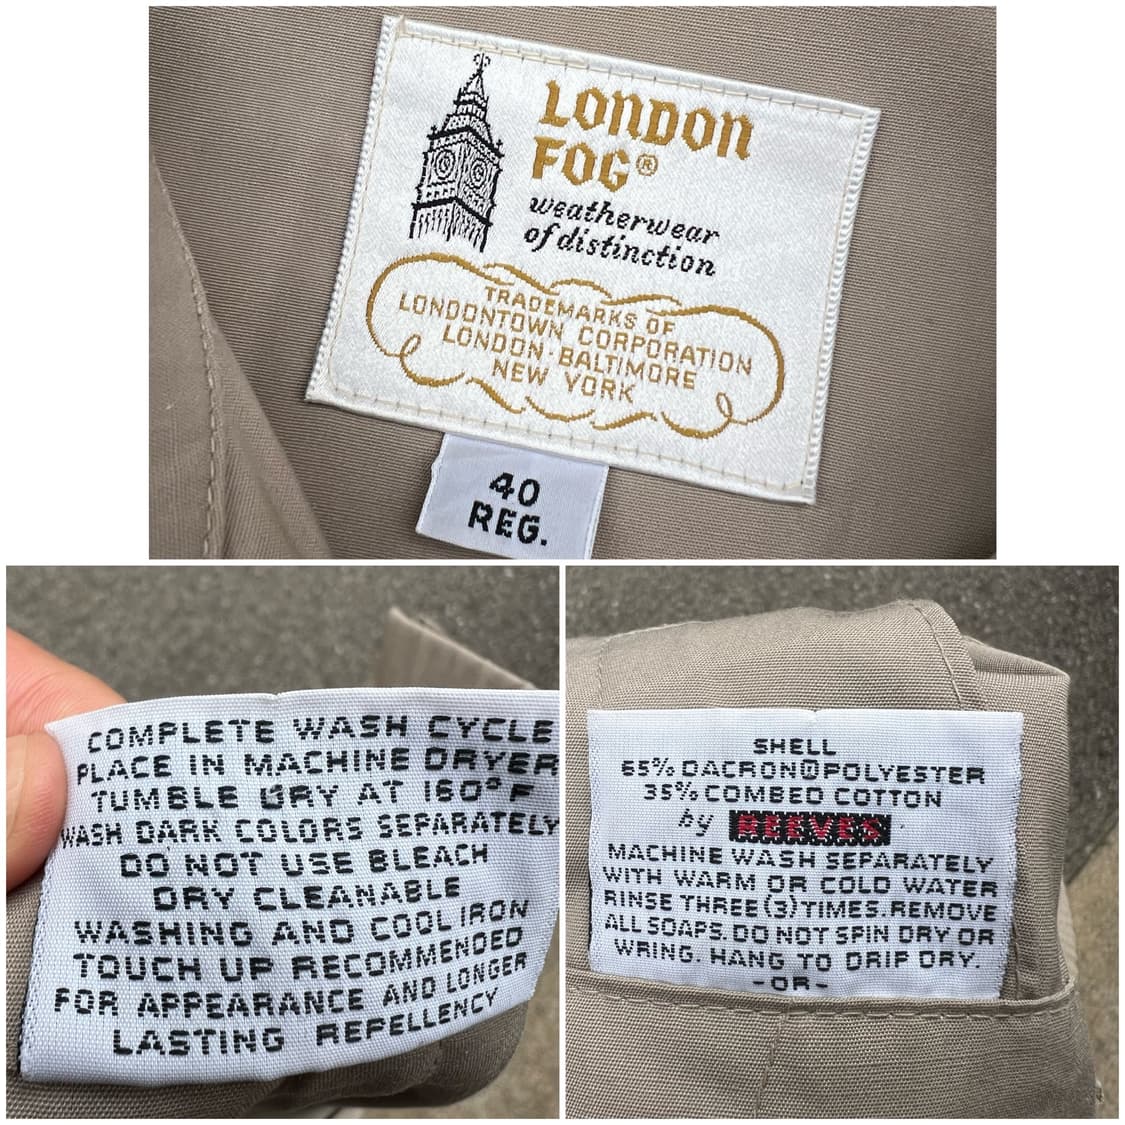 LONDON
FOG®
weatherwear
of distinction
TRADEMARKS OF
LONDONTOWN CORPORATION
LONDON·BALTIMORE
NEW YORK
40
REG.
COMPLETE WASH CYCLE
PLACE IN MACHINE DRYER
TUMBLE DRY AT 160° F
WASH DARK COLORS SEPARATELY
DO NOT USE BLEACH
DRY CLEANABLE
WASHING AND COOL IRON
TOUCH UP RECOMMENDED
FOR APPEARANCE AND LONGER
LASTING REPELLENCY
SHELL
65% DACRON® POLYESTER
35% COMBED COTTON
by REEVES
MACHINE WASH SEPARATELY
WITH WARM OR COLD WATER
RINSE THREE (3) TIMES. REMOVE
ALL SOAPS. DO NOT SPIN DRY OR
WRING. HANG TO DRIP DRY.
-OR-